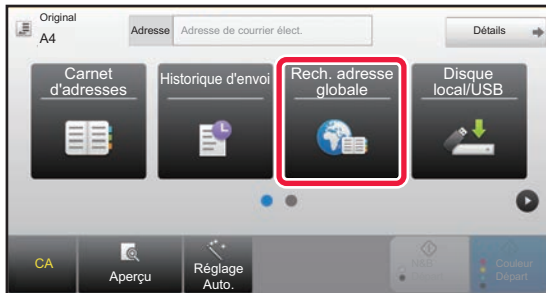 Original
A4
Adresse
Adresse de courrier élect.
Détails
Carnet
d'adresses
Historique d'envoi
Rech. adresse
globale
Disque
local/USB
CA
Aperçu
Réglage
Auto.
N&B
Départ
Couleur
Départ